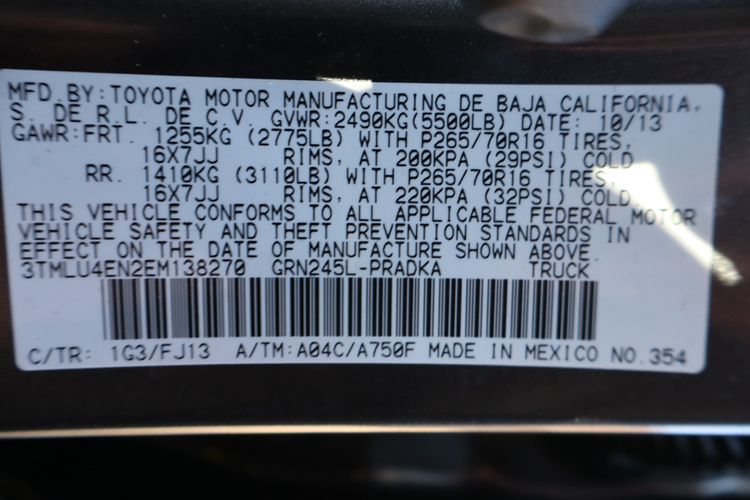 MFD BY: TOYOTA MOTOR MANUFACTURING DE BAJA CALIFORNIA,
S. DE R.L. DE C.V. GVWR:2490KG(5500LB) DATE: 10/13
GAWR:FRT. 1255KG (2775LB) WITH P265/70R16 TIRES,
16X7JJ RIMS, AT 200KPA (29PSI) COLD
RR. 1410KG (3110LB) WITH P265/70R16 TIRES,
16X7JJ RIMS, AT 220KPA (32PSI) COLD.
THIS VEHICLE CONFORMS TO ALL APPLICABLE FEDERAL MOTOR
VEHICLE SAFETY AND THEFT PREVENTION STANDARDS IN
EFFECT ON THE DATE OF MANUFACTURE SHOWN ABOVE.
3TMLU4EN2EM138270 GRN245L-PRADKA TRUCK
C/TR: 1G3/FJ13 A/TM:A04C/A750F MADE IN MEXICO NO.354